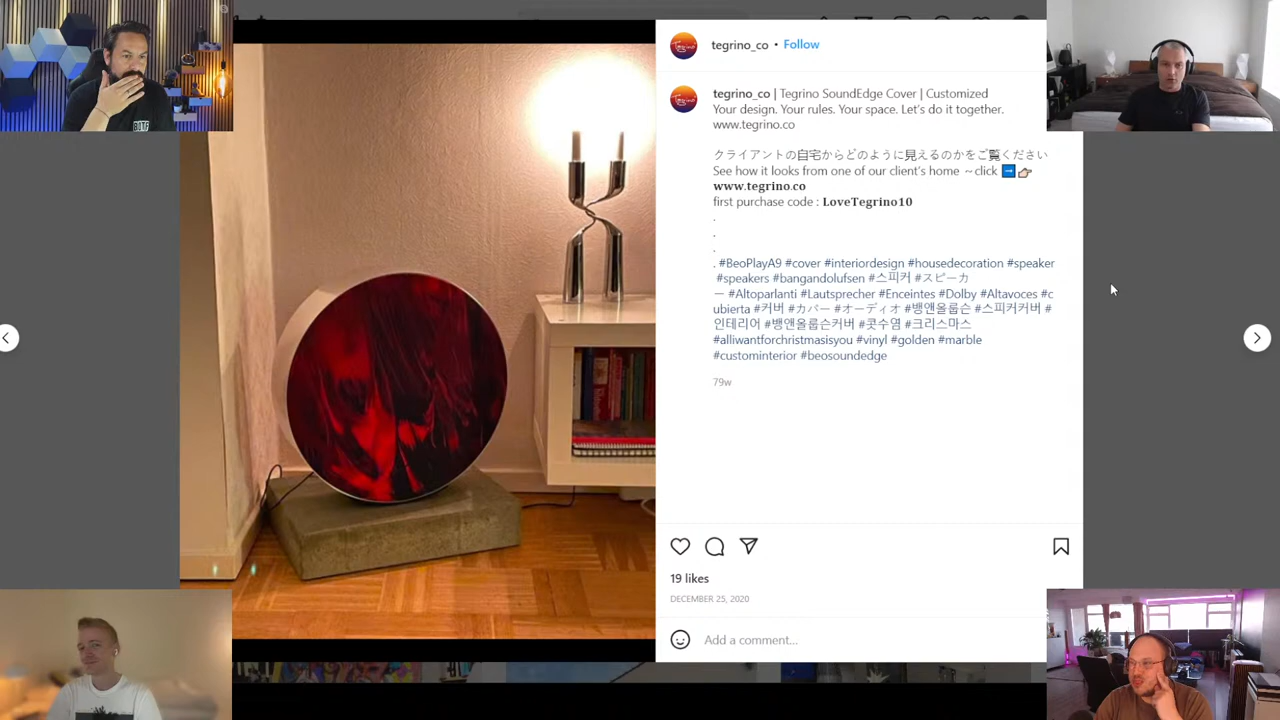 tegrino_co • Follow
tegrino_co | Tegrino SoundEdge Cover | Customized
Your design. Your rules. Your space. Let's do it together.
www.tegrino.co
クライアントの自宅からどのように見えるのかをご覧ください
See how it looks from one of our client's home ~click ➡️ 👉🏻
www.tegrino.co
first purchase code : LoveTegrino10
.
.
.
. #BeoPlayA9 #cover #interiordesign #housedecoration #speaker
#speakers #bangandolufsen #스피커 #スピーカ
ー #Altoparlanti #Lautsprecher #Enceintes #Dolby #Altavoces #c
ubierta #커버 #カバー #オーディオ #뱅앤올룹슨 #스피커커버 #
인테리어 #뱅앤올룹슨커버 #콧수염 #크리스마스
#alliwantforchristmasisyou #vinyl #golden #marble
#custominterior #beosoundedge
79w
19 likes
DECEMBER 25, 2020
Add a comment...